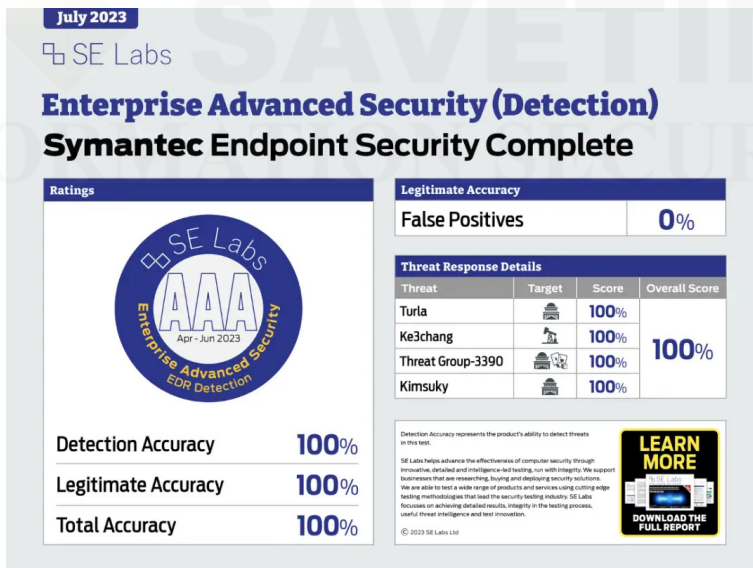 July 2023
SE Labs
Enterprise Advanced Security (Detection)
Symantec Endpoint Security Complete
Ratings
SE Labs
AAA
Apr - Jun 2023
Enterprise Advanced Security
EDR Detection
Detection Accuracy 100%
Legitimate Accuracy 100%
Total Accuracy 100%
Legitimate Accuracy
False Positives 0%
Threat Response Details
Threat Target Score Overall Score
Turla 100%
Ke3chang 100%
100%
Threat Group-3390 100%
Kimsuky 100%
Detection Accuracy represents the product's ability to detect threats
in this test.
SE Labs helps advance the effectiveness of computer security through
innovative, detailed and intelligence-led testing, run with integrity. We support
businesses that are researching, buying and deploying security solutions.
We are able to test a wide range of products and services using cutting edge
testing methodologies that lead the security testing industry. SE Labs
focusses on achieving detailed results, integrity in the testing process,
useful threat intelligence and test innovation.
© 2023 SE Labs Ltd
LEARN
MORE
SE Labs
DOWNLOAD THE
FULL REPORT